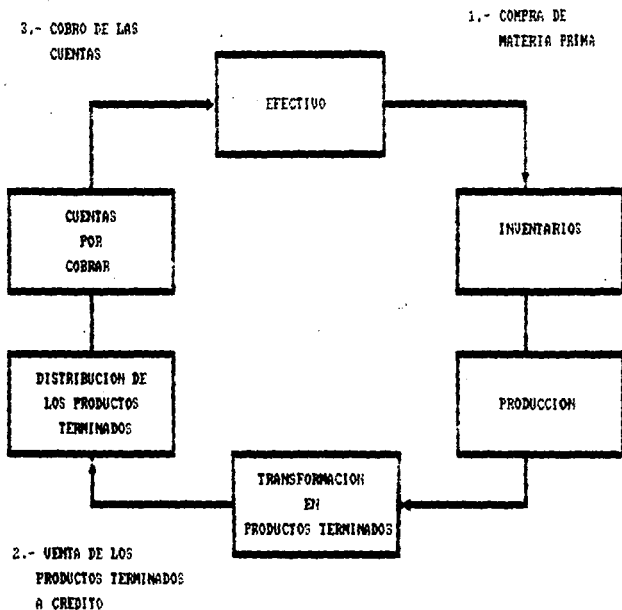 3.- COBRO DE LAS
CUENTAS
1.- COMPRA DE
MATERIA PRIMA
EFECTIVO
CUENTAS
POR
COBRAR
INVENTARIOS
DISTRIBUCION DE
LOS PRODUCTOS
TERMINADOS
PRODUCCION
TRANSFORMACION
EN
PRODUCTOS TERMINADOS
2.- VENTA DE LOS
PRODUCTOS TERMINADOS
A CREDITO